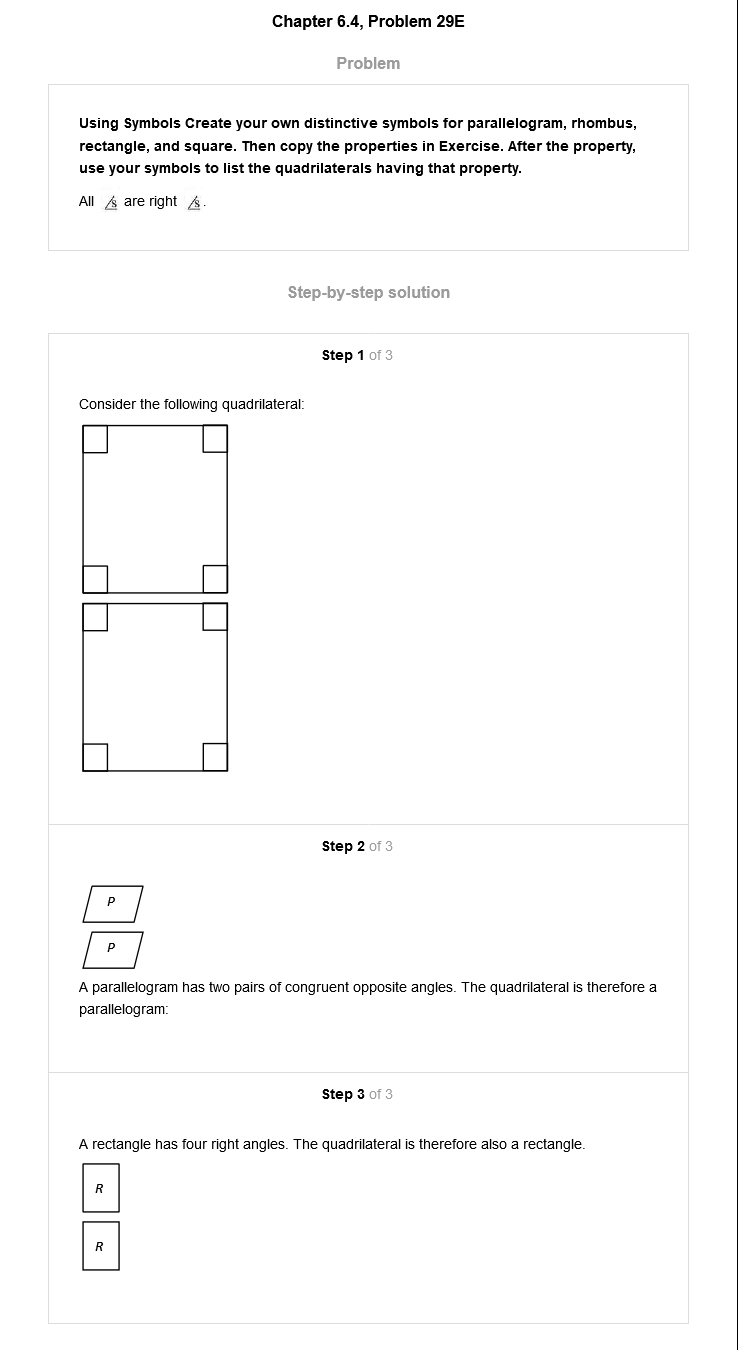 Chapter 6.4, Problem 29E
Problem
Using Symbols Create your own distinctive symbols for parallelogram, rhombus,
rectangle, and square. Then copy the properties in Exercise. After the property,
use your symbols to list the quadrilaterals having that property.
All ∠s are right ∠s.
Step-by-step solution
Step 1 of 3
Consider the following quadrilateral:
Step 2 of 3
P
P
A parallelogram has two pairs of congruent opposite angles. The quadrilateral is therefore a
parallelogram:
Step 3 of 3
A rectangle has four right angles. The quadrilateral is therefore also a rectangle.
R
R